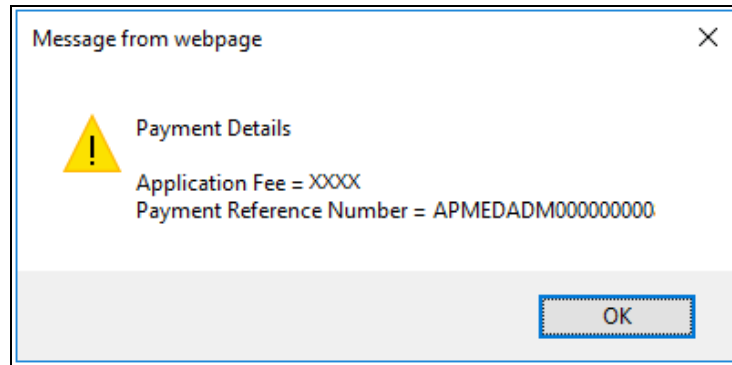 Message from webpage
Payment Details
Application Fee = XXXX
Payment Reference Number = APMEDADM000000000
OK